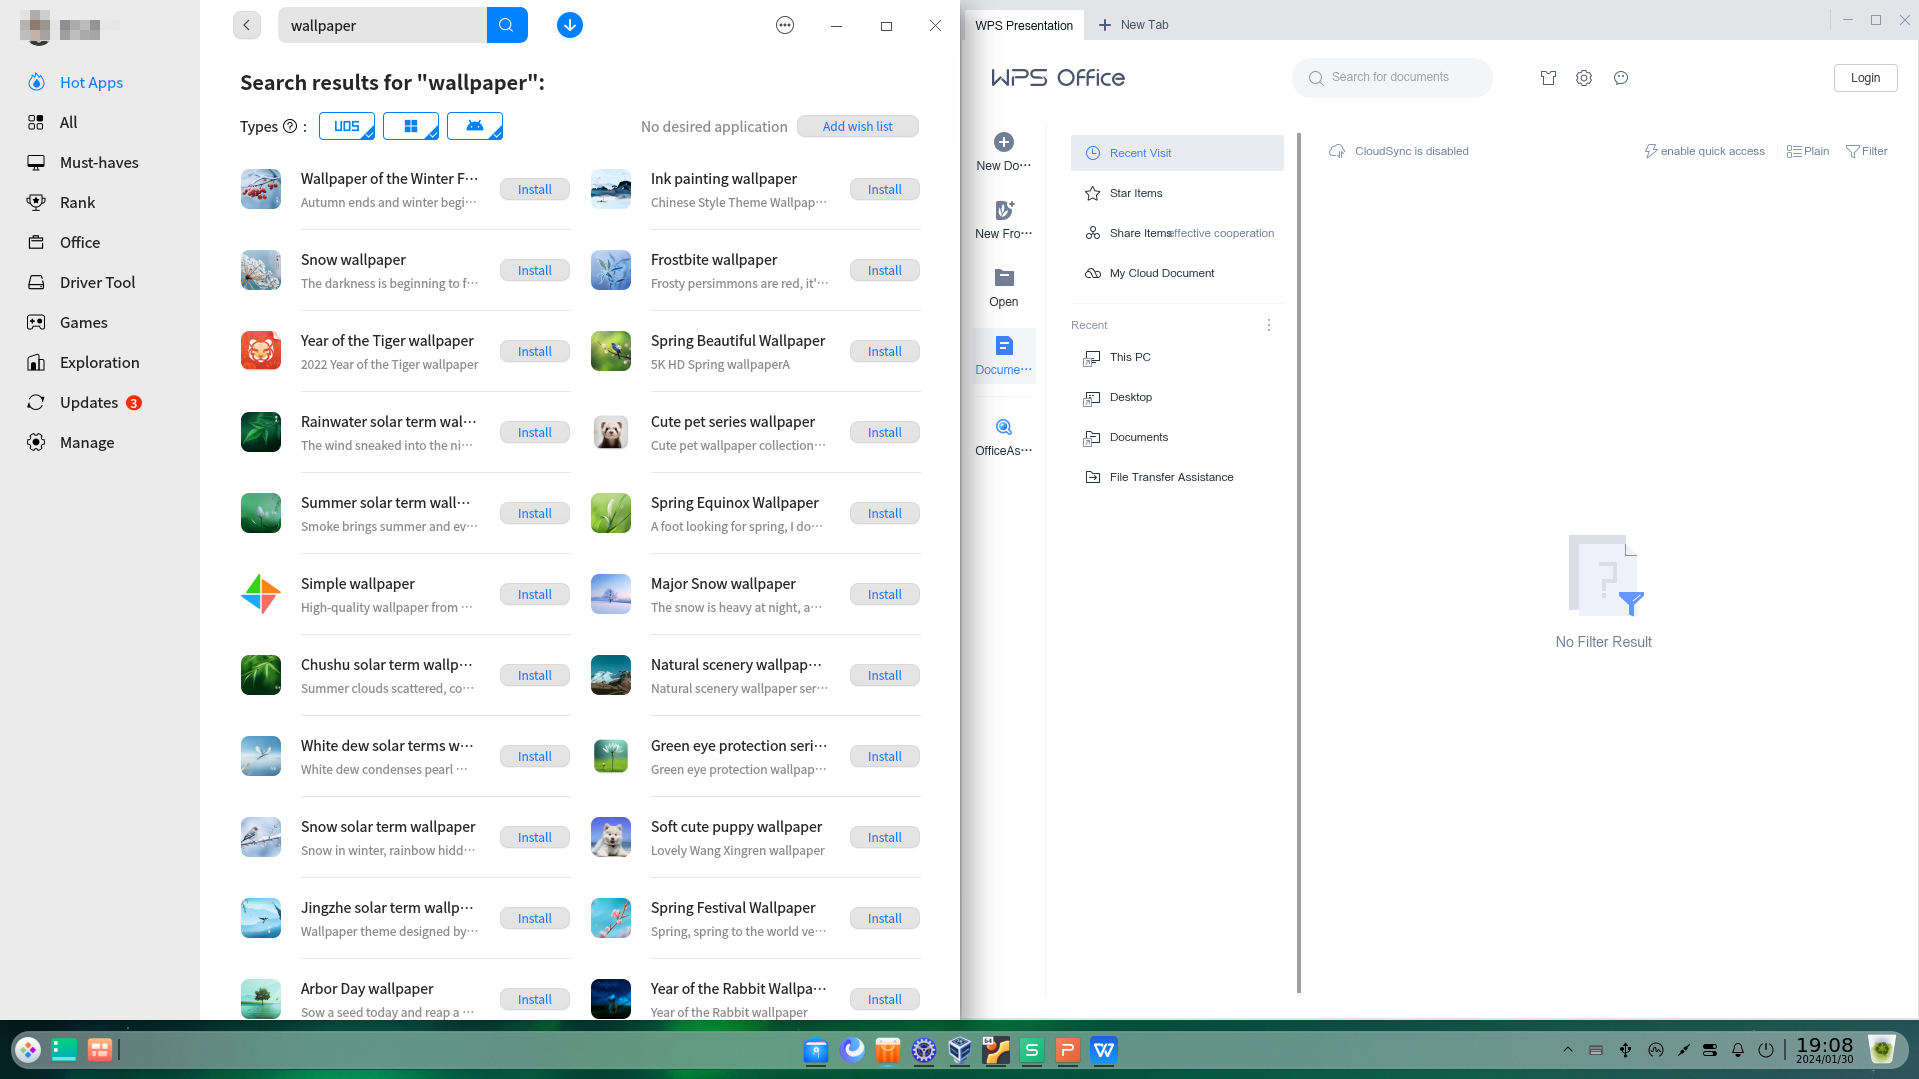 Hot Apps
All
Must-haves
Rank
Office
Driver Tool
Games
Exploration
Updates 3
Manage
wallpaper
Search results for "wallpaper":
Types ? :
UOS
No desired application
Add wish list
Wallpaper of the Winter F···
Autumn ends and winter begi···
Install
Ink painting wallpaper
Chinese Style Theme Wallpap···
Install
Snow wallpaper
The darkness is beginning to f···
Install
Frostbite wallpaper
Frosty persimmons are red, it'···
Install
Year of the Tiger wallpaper
2022 Year of the Tiger wallpaper
Install
Spring Beautiful Wallpaper
5K HD Spring wallpaperA
Install
Rainwater solar term wal···
The wind sneaked into the ni···
Install
Cute pet series wallpaper
Cute pet wallpaper collection···
Install
Summer solar term wall···
Smoke brings summer and ev···
Install
Spring Equinox Wallpaper
A foot looking for spring, I do···
Install
Simple wallpaper
High-quality wallpaper from ···
Install
Major Snow wallpaper
The snow is heavy at night, a···
Install
Chushu solar term wallp···
Summer clouds scattered, co···
Install
Natural scenery wallpap···
Natural scenery wallpaper ser···
Install
White dew solar terms w···
White dew condenses pearl ···
Install
Green eye protection seri···
Green eye protection wallpap···
Install
Snow solar term wallpaper
Snow in winter, rainbow hidd···
Install
Soft cute puppy wallpaper
Lovely Wang Xingren wallpaper
Install
Jingzhe solar term wallp···
Wallpaper theme designed by···
Install
Spring Festival Wallpaper
Spring, spring to the world ve···
Install
Arbor Day wallpaper
Sow a seed today and reap a ···
Install
Year of the Rabbit Wallpa···
Year of the Rabbit wallpaper
Install
WPS Presentation
New Tab
WPS Office
Search for documents
Login
New Do···
New Fro···
Open
Docume···
OfficeAs···
Recent Visit
Star Items
Share Items
effective cooperation
My Cloud Document
Recent
This PC
Desktop
Documents
File Transfer Assistance
CloudSync is disabled
enable quick access
Plain
Filter
No Filter Result
64
S
P
W
19:08
2024/01/30